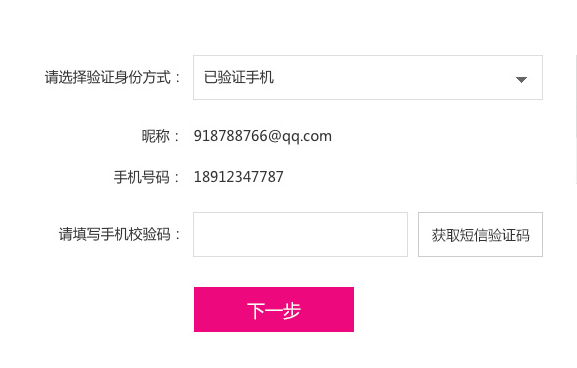 请选择验证身份方式： 已验证手机
昵称： 918788766@qq.com
手机号码： 18912347787
请填写手机校验码： 获取短信验证码
下一步